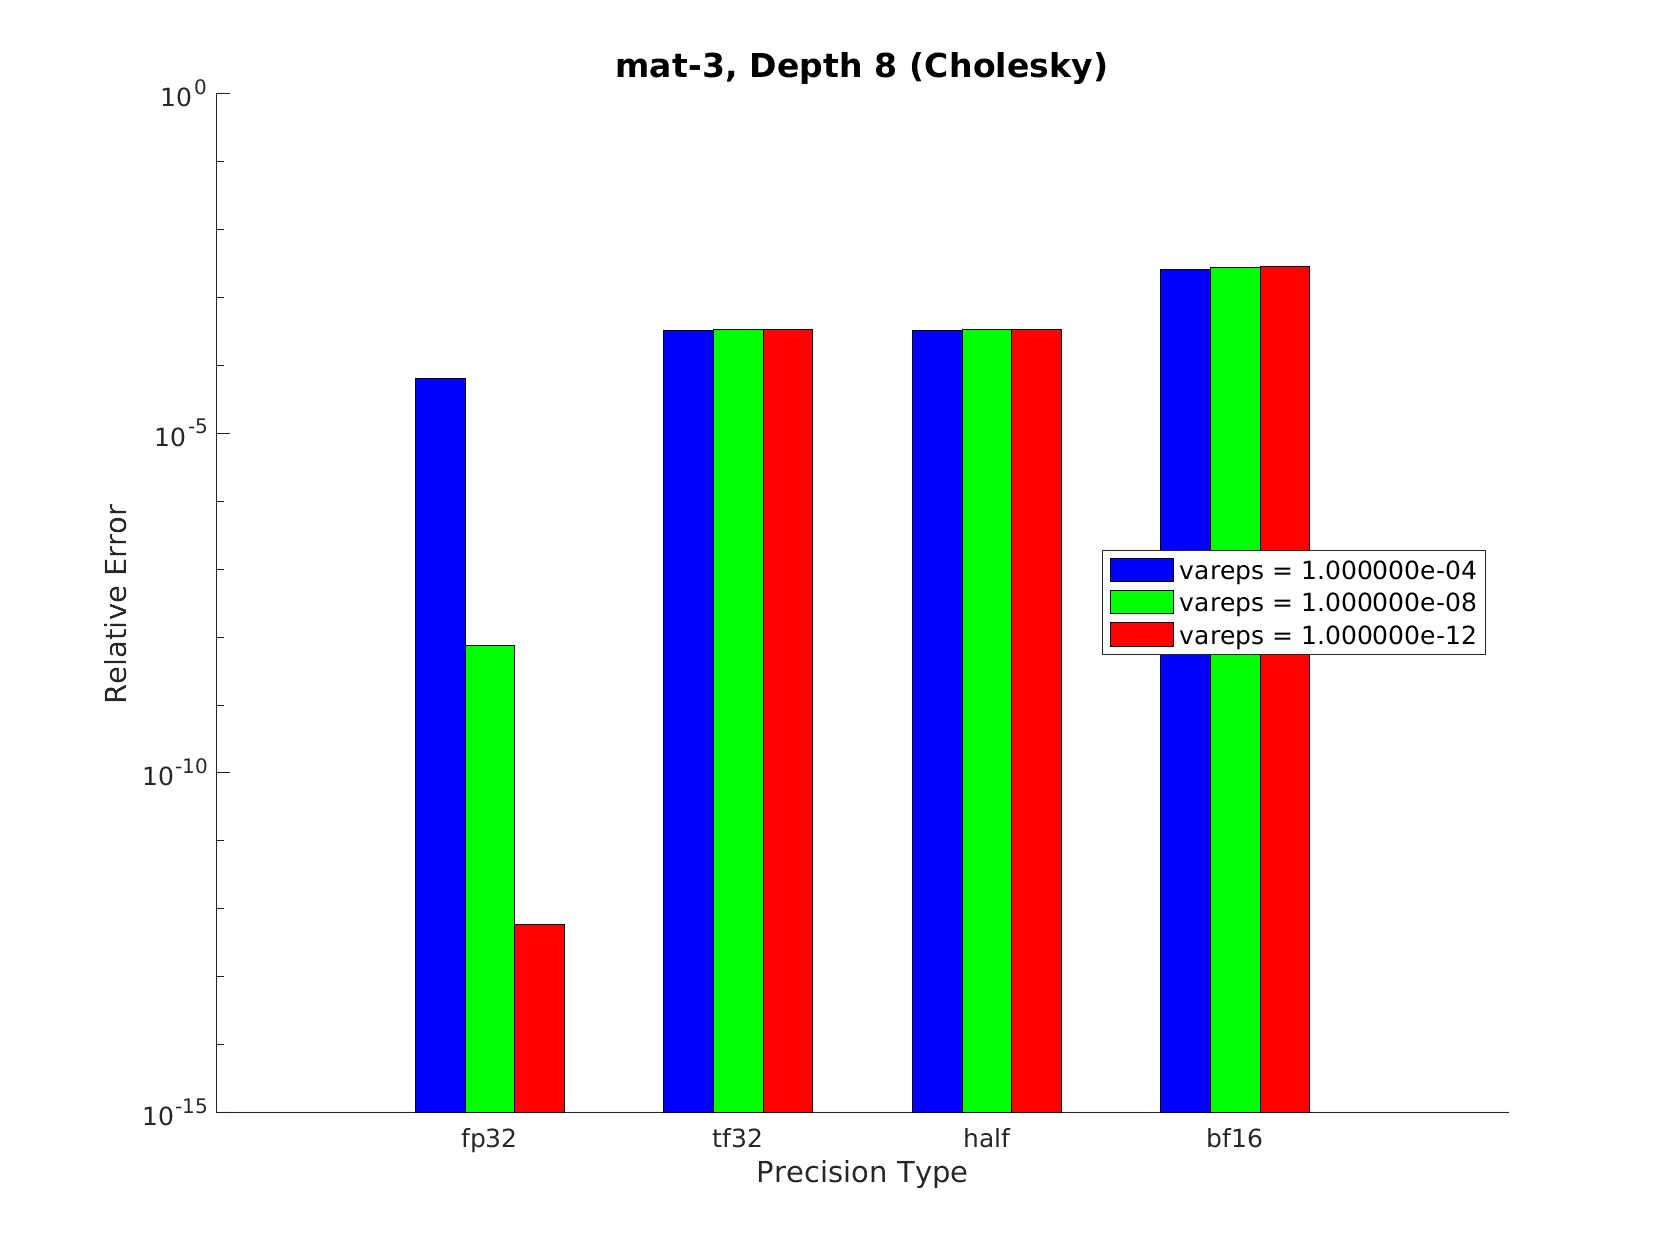 mat-3, Depth 8 (Cholesky)
10^0
10^-5
10^-10
10^-15
Relative Error
vareps = 1.000000e-04
vareps = 1.000000e-08
vareps = 1.000000e-12
fp32 tf32 half bf16
Precision Type